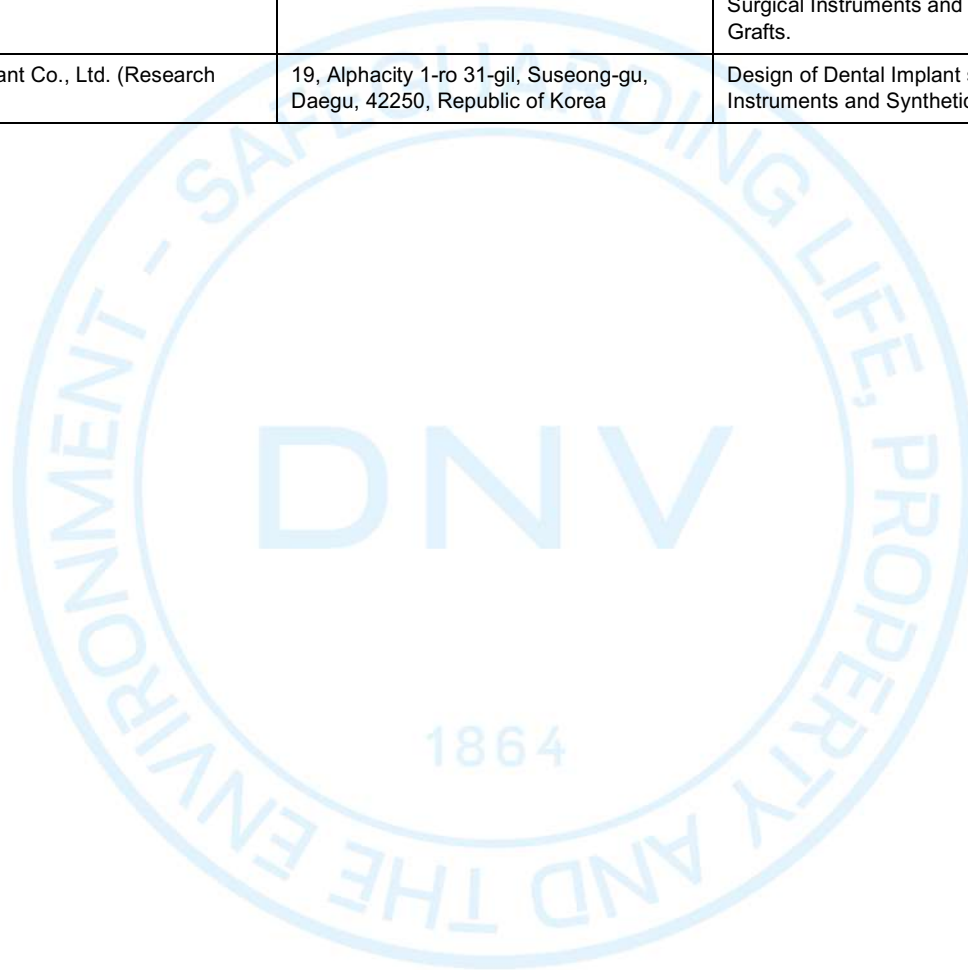 Surgical Instruments and
Grafts.
ant Co., Ltd. (Research
19, Alphacity 1-ro 31-gil, Suseong-gu,
Daegu, 42250, Republic of Korea
Design of Dental Implant
Instruments and Synthetic
SAFEGUARDING LIFE, PROPERTY AND THE ENVIRONMENT -
DNV
1864